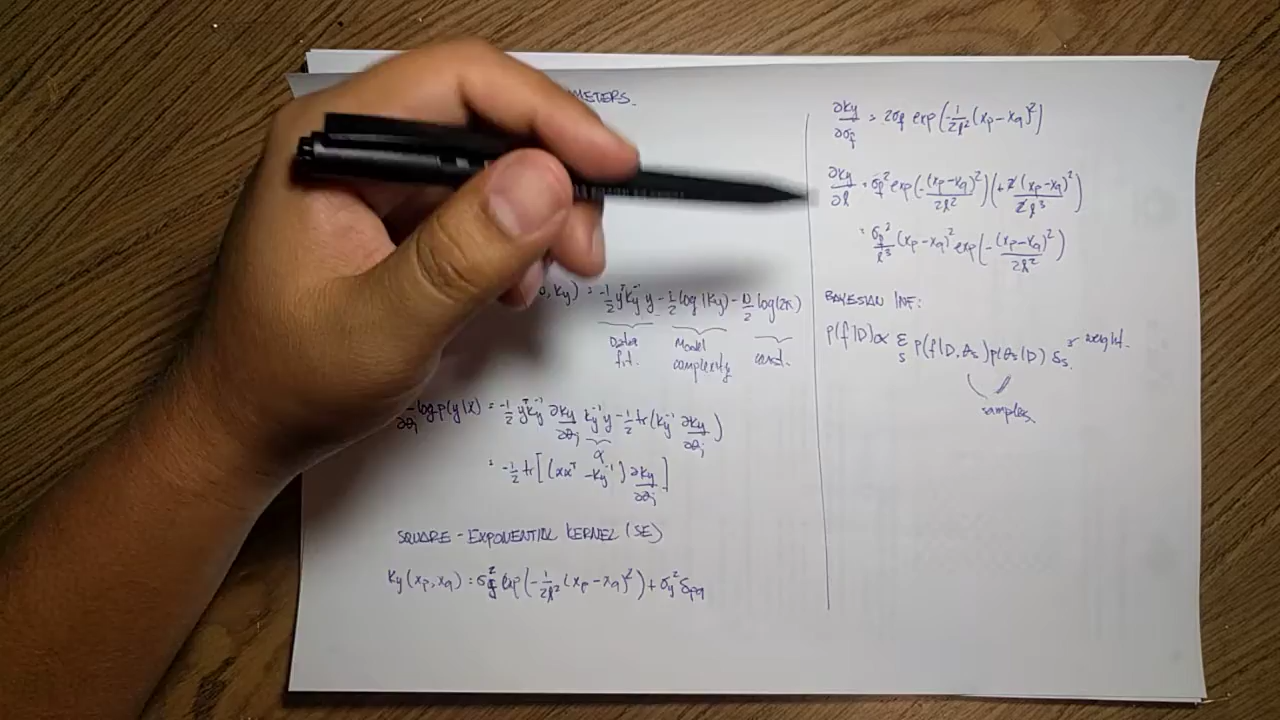 METERS.
0, Ky) = -1/2 yᵀKy⁻¹ y - 1/2 log |Ky| - n/2 log(2π)
Data fit. Model complexity const.
∂/∂θj log p(y|x) = -1/2 yᵀKy⁻¹ ∂Ky/∂θj Ky⁻¹ y - 1/2 tr(Ky⁻¹ ∂Ky/∂θj)
α
= -1/2 tr[(ααᵀ - Ky⁻¹) ∂Ky/∂θj]
SQUARE - EXPONENTIAL KERNEL (SE)
Ky(xp, xq) = σf² exp(-1/2l² (xp - xq)²) + σy² δpq
∂Ky/∂σf = 2σf exp(-1/2l² (xp - xq)²)
∂Ky/∂l = σf² exp(-(xp - xq)²/2l²)(+2(xp - xq)²/2l³)
= σf²/l³ (xp - xq)² exp(-(xp - xq)²/2l²)
BAYESIAN INF:
p(f|D) ∝ Σs p(f|D, θs) p(θs|D) δs. weight.
samples